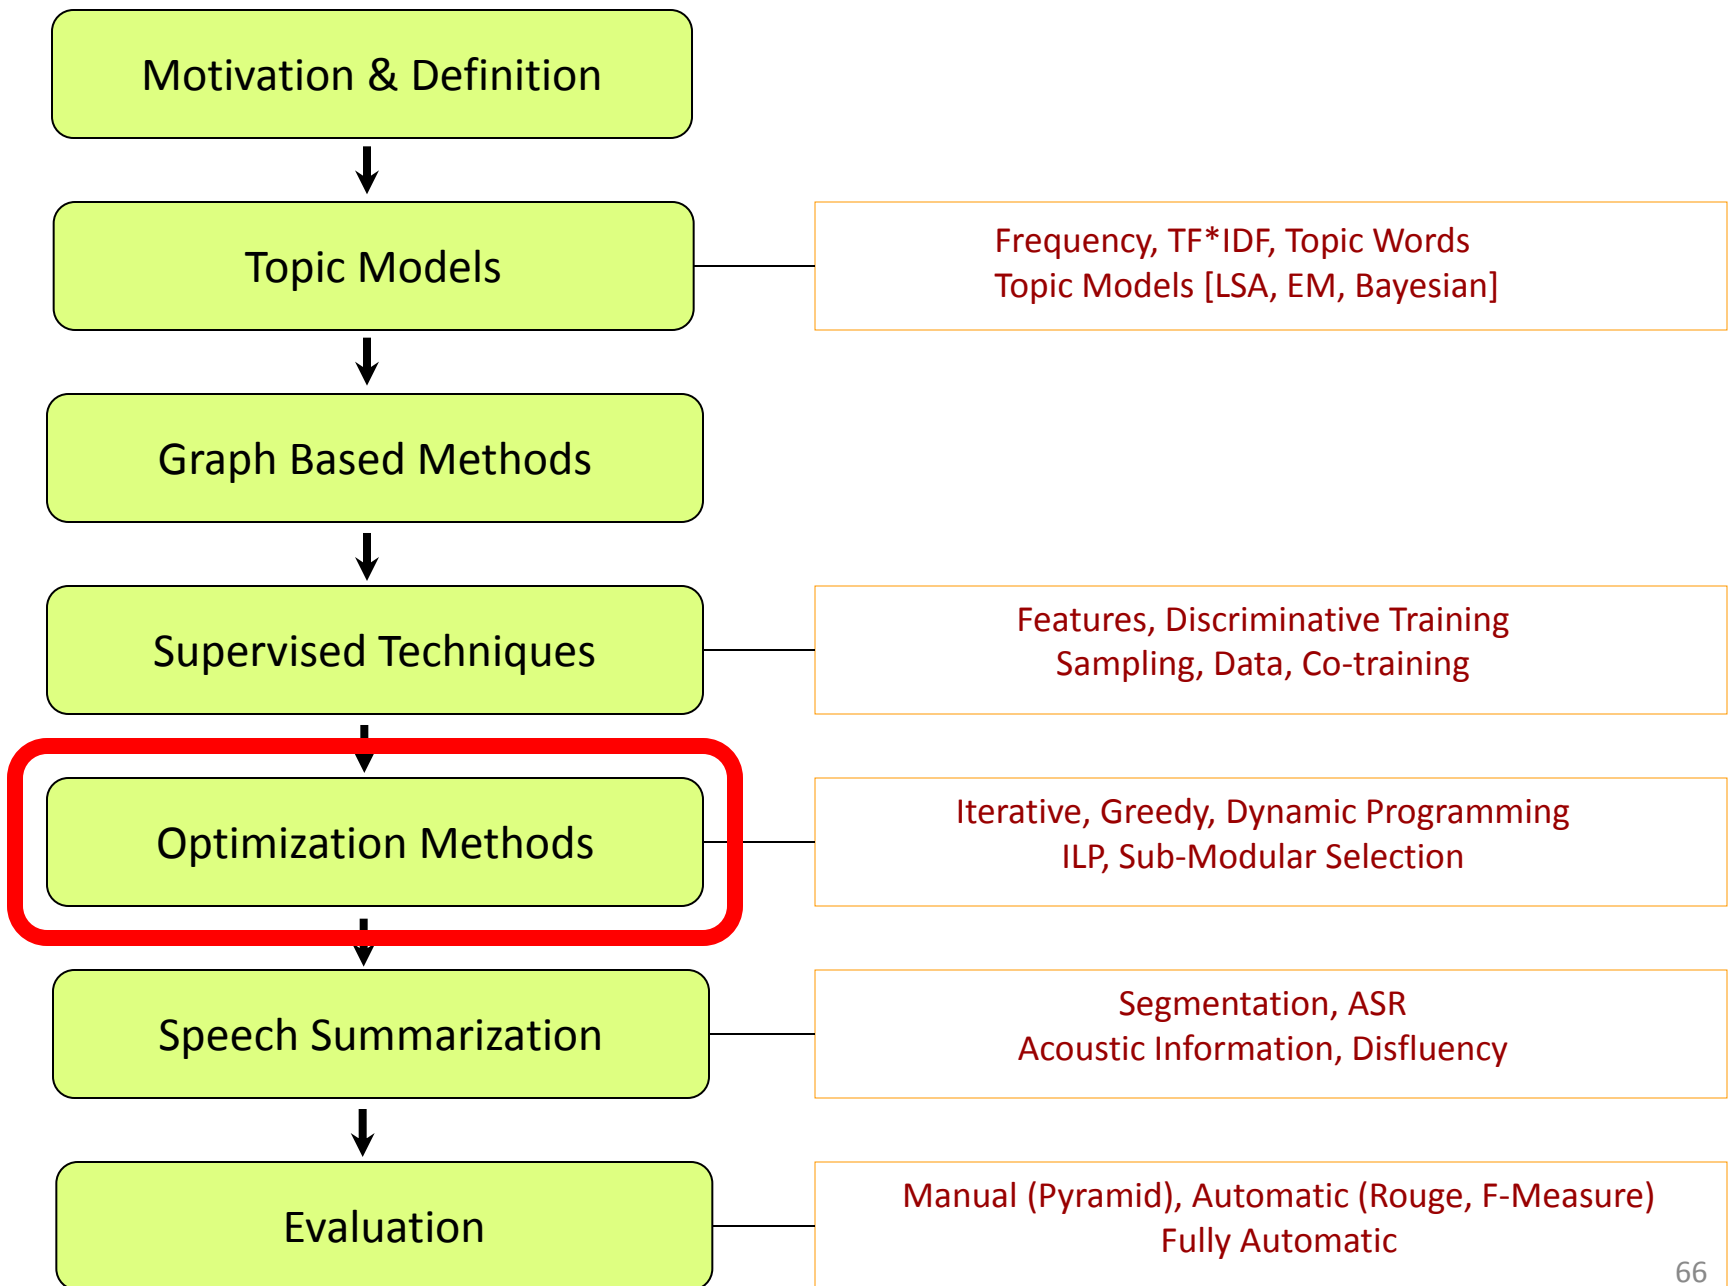 Motivation & Definition
Topic Models
Frequency, TF*IDF, Topic Words
Topic Models [LSA, EM, Bayesian]
Graph Based Methods
Supervised Techniques
Features, Discriminative Training
Sampling, Data, Co-training
Optimization Methods
Iterative, Greedy, Dynamic Programming
ILP, Sub-Modular Selection
Speech Summarization
Segmentation, ASR
Acoustic Information, Disfluency
Evaluation
Manual (Pyramid), Automatic (Rouge, F-Measure)
Fully Automatic
66